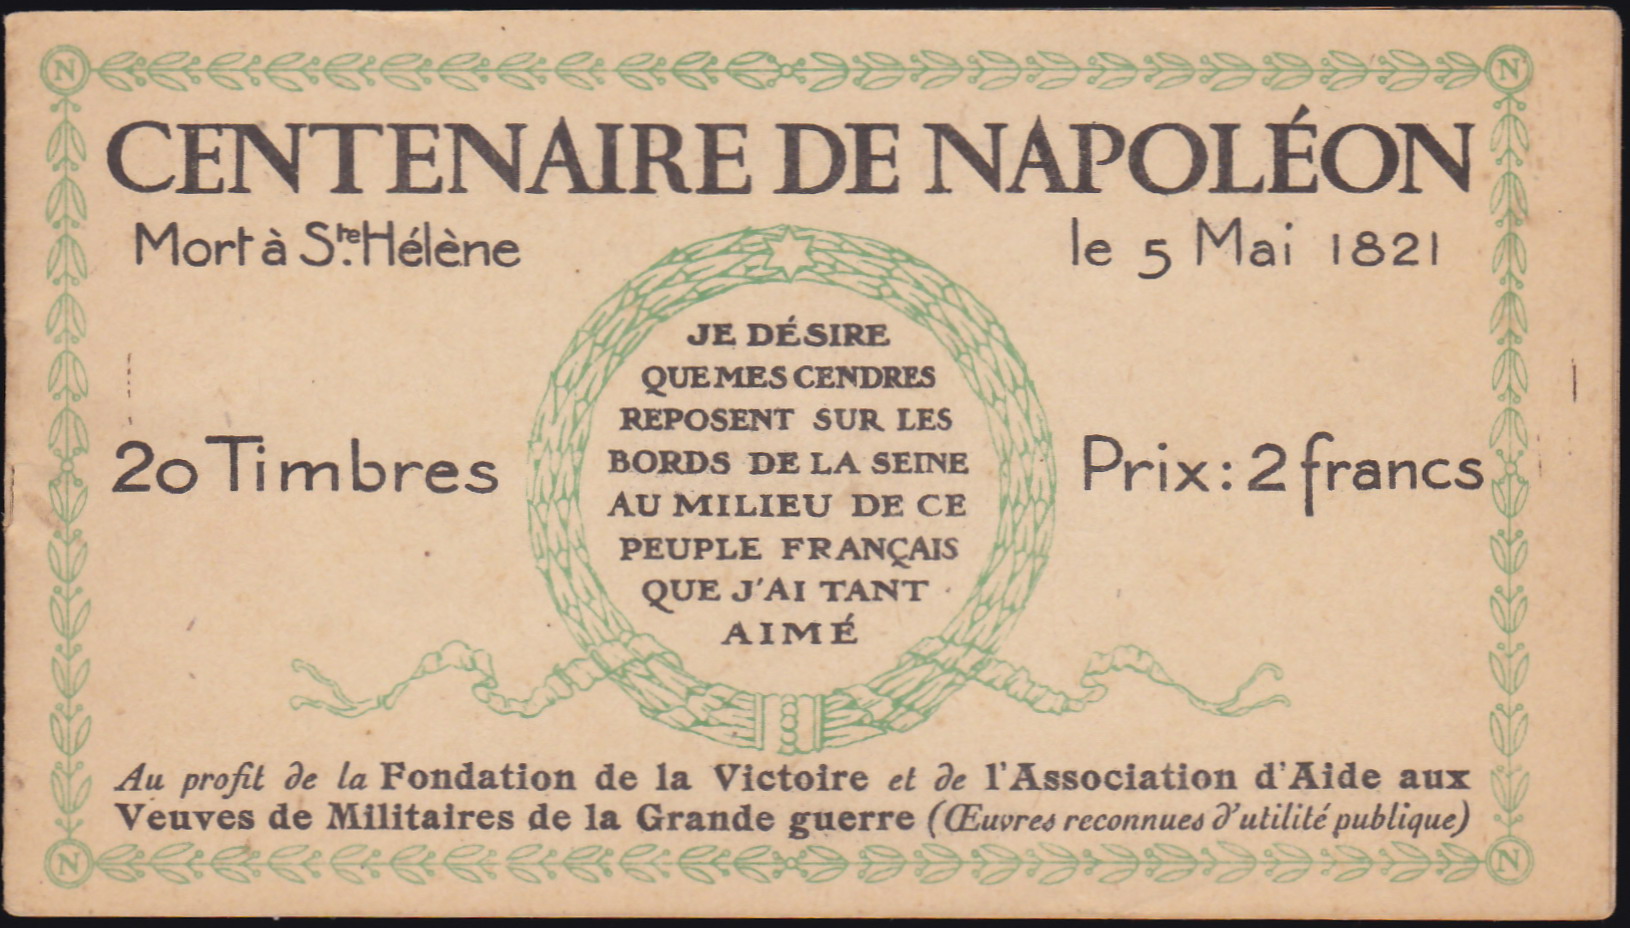 N N
CENTENAIRE DE NAPOLÉON
Mort à Ste. Hélène le 5 Mai 1821
JE DÉSIRE
QUE MES CENDRES
REPOSENT SUR LES
BORDS DE LA SEINE
AU MILIEU DE CE
PEUPLE FRANÇAIS
QUE J'AI TANT
AIMÉ
20 Timbres Prix : 2 francs
Au profit de la Fondation de la Victoire et de l'Association d'Aide aux
Veuves de Militaires de la Grande guerre (Œuvres reconnues d'utilité publique)
N N